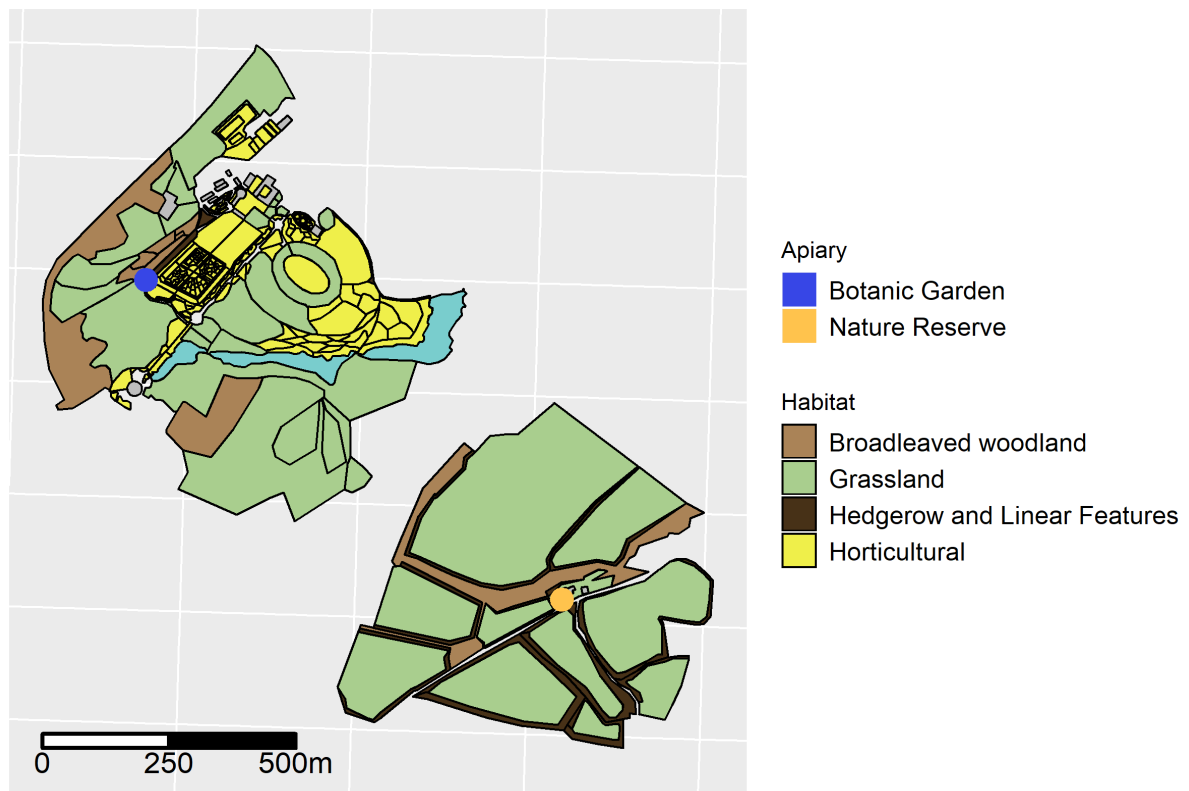 Apiary
Botanic Garden
Nature Reserve
Habitat
Broadleaved woodland
Grassland
Hedgerow and Linear Features
Horticultural
0 250 500m